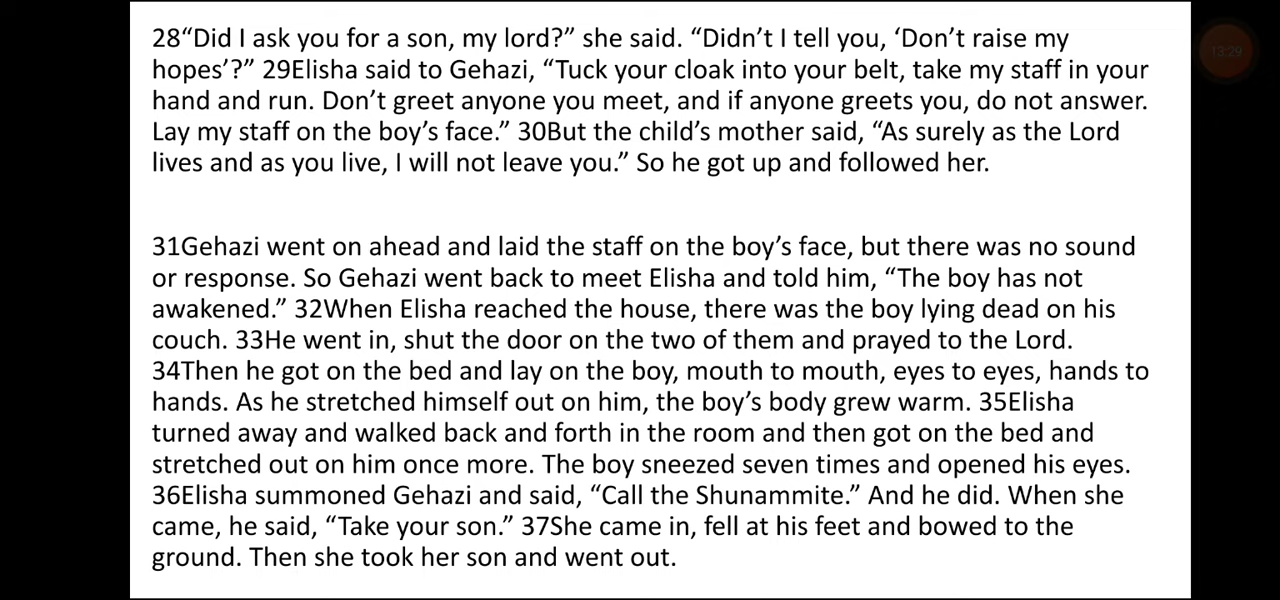 28“Did I ask you for a son, my lord?” she said. “Didn’t I tell you, ‘Don’t raise my
hopes’?” 29Elisha said to Gehazi, “Tuck your cloak into your belt, take my staff in your
hand and run. Don’t greet anyone you meet, and if anyone greets you, do not answer.
Lay my staff on the boy’s face.” 30But the child’s mother said, “As surely as the Lord
lives and as you live, I will not leave you.” So he got up and followed her.
31Gehazi went on ahead and laid the staff on the boy’s face, but there was no sound
or response. So Gehazi went back to meet Elisha and told him, “The boy has not
awakened.” 32When Elisha reached the house, there was the boy lying dead on his
couch. 33He went in, shut the door on the two of them and prayed to the Lord.
34Then he got on the bed and lay on the boy, mouth to mouth, eyes to eyes, hands to
hands. As he stretched himself out on him, the boy’s body grew warm. 35Elisha
turned away and walked back and forth in the room and then got on the bed and
stretched out on him once more. The boy sneezed seven times and opened his eyes.
36Elisha summoned Gehazi and said, “Call the Shunammite.” And he did. When she
came, he said, “Take your son.” 37She came in, fell at his feet and bowed to the
ground. Then she took her son and went out.
13:29